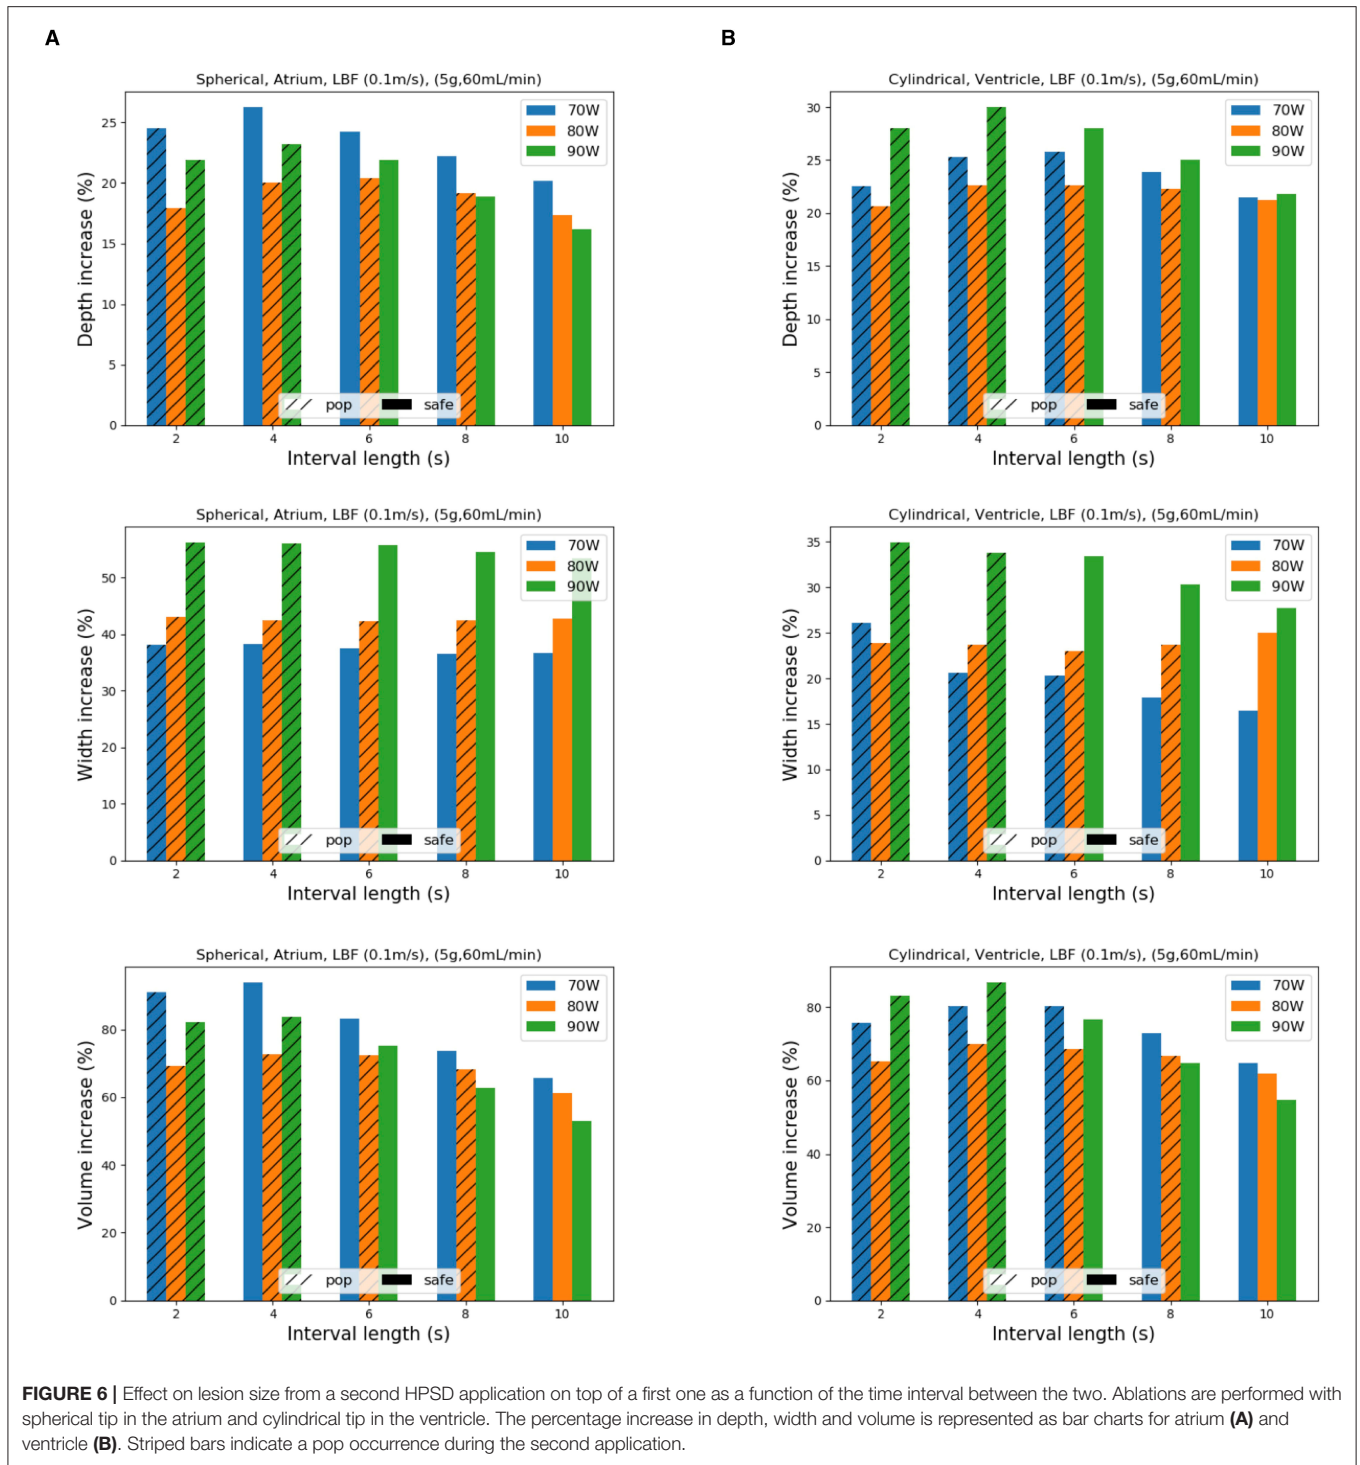 A
Spherical, Atrium, LBF (0.1m/s), (5g,60mL/min)
70W
80W
90W
Depth increase (%)
25
20
15
10
5
0
pop
safe
2
4
6
8
10
Interval length (s)
Spherical, Atrium, LBF (0.1m/s), (5g,60mL/min)
70W
80W
90W
Width increase (%)
50
40
30
20
10
0
pop
safe
2
4
6
8
10
Interval length (s)
Spherical, Atrium, LBF (0.1m/s), (5g,60mL/min)
70W
80W
90W
Volume increase (%)
80
60
40
20
0
pop
safe
2
4
6
8
10
Interval length (s)
B
Cylindrical, Ventricle, LBF (0.1m/s), (5g,60mL/min)
70W
80W
90W
Depth increase (%)
30
25
20
15
10
5
0
pop
safe
2
4
6
8
10
Interval length (s)
Cylindrical, Ventricle, LBF (0.1m/s), (5g,60mL/min)
70W
80W
90W
Width increase (%)
35
30
25
20
15
10
5
0
pop
safe
2
4
6
8
10
Interval length (s)
Cylindrical, Ventricle, LBF (0.1m/s), (5g,60mL/min)
70W
80W
90W
Volume increase (%)
80
60
40
20
0
pop
safe
2
4
6
8
10
Interval length (s)
FIGURE 6 | Effect on lesion size from a second HPSD application on top of a first one as a function of the time interval between the two. Ablations are performed with
spherical tip in the atrium and cylindrical tip in the ventricle. The percentage increase in depth, width and volume is represented as bar charts for atrium (A) and
ventricle (B). Striped bars indicate a pop occurrence during the second application.